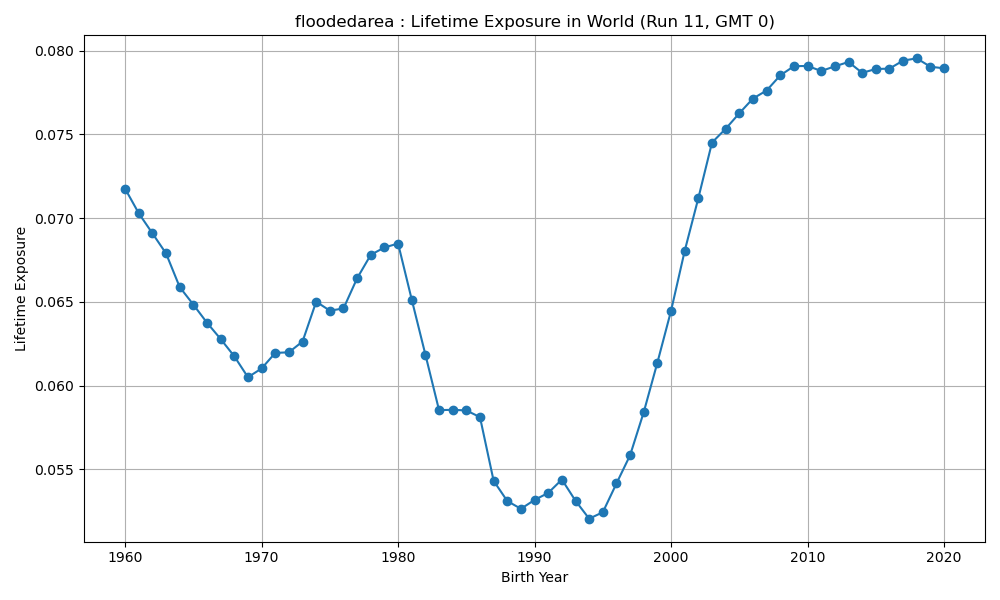 floodedarea : Lifetime Exposure in World (Run 11, GMT 0)
Lifetime Exposure
0.080
0.075
0.070
0.065
0.060
0.055
1960 1970 1980 1990 2000 2010 2020
Birth Year